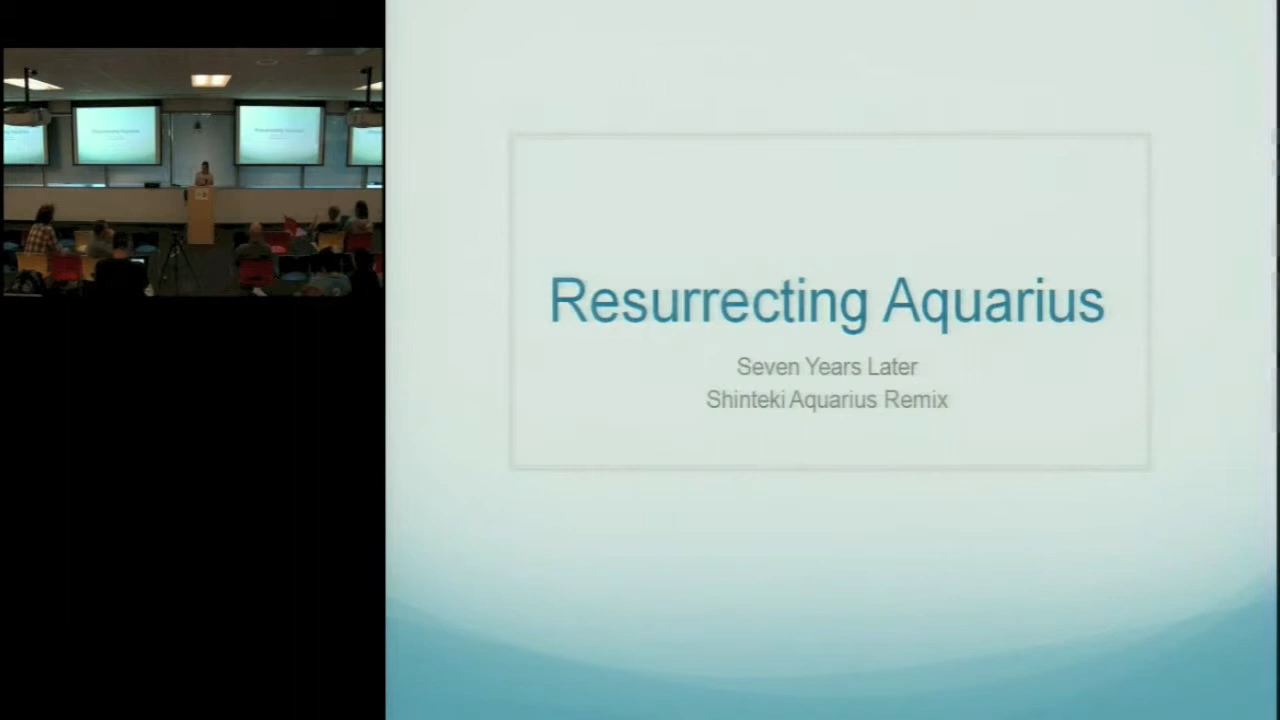 Resurrecting Aquarius
Seven Years Later
Shinteki Aquarius Remix